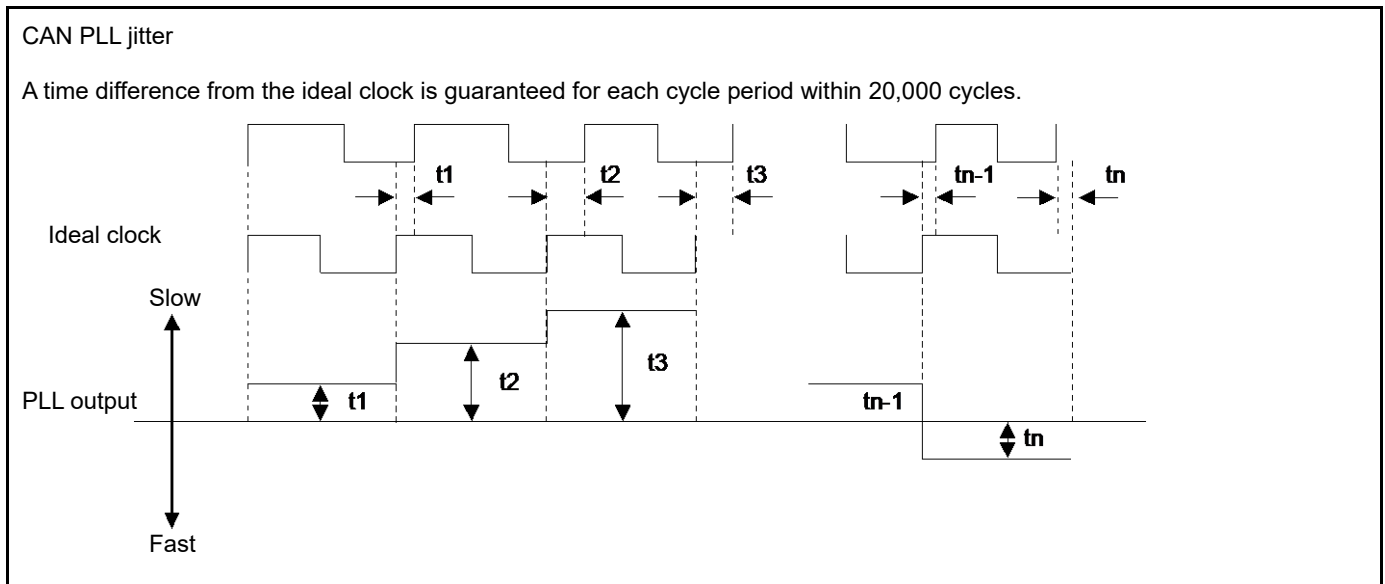 CAN PLL jitter
A time difference from the ideal clock is guaranteed for each cycle period within 20,000 cycles.
t1 t2 t3 tn-1 tn
Ideal clock
Slow
t3
t2
PLL output t1 tn-1
tn
Fast